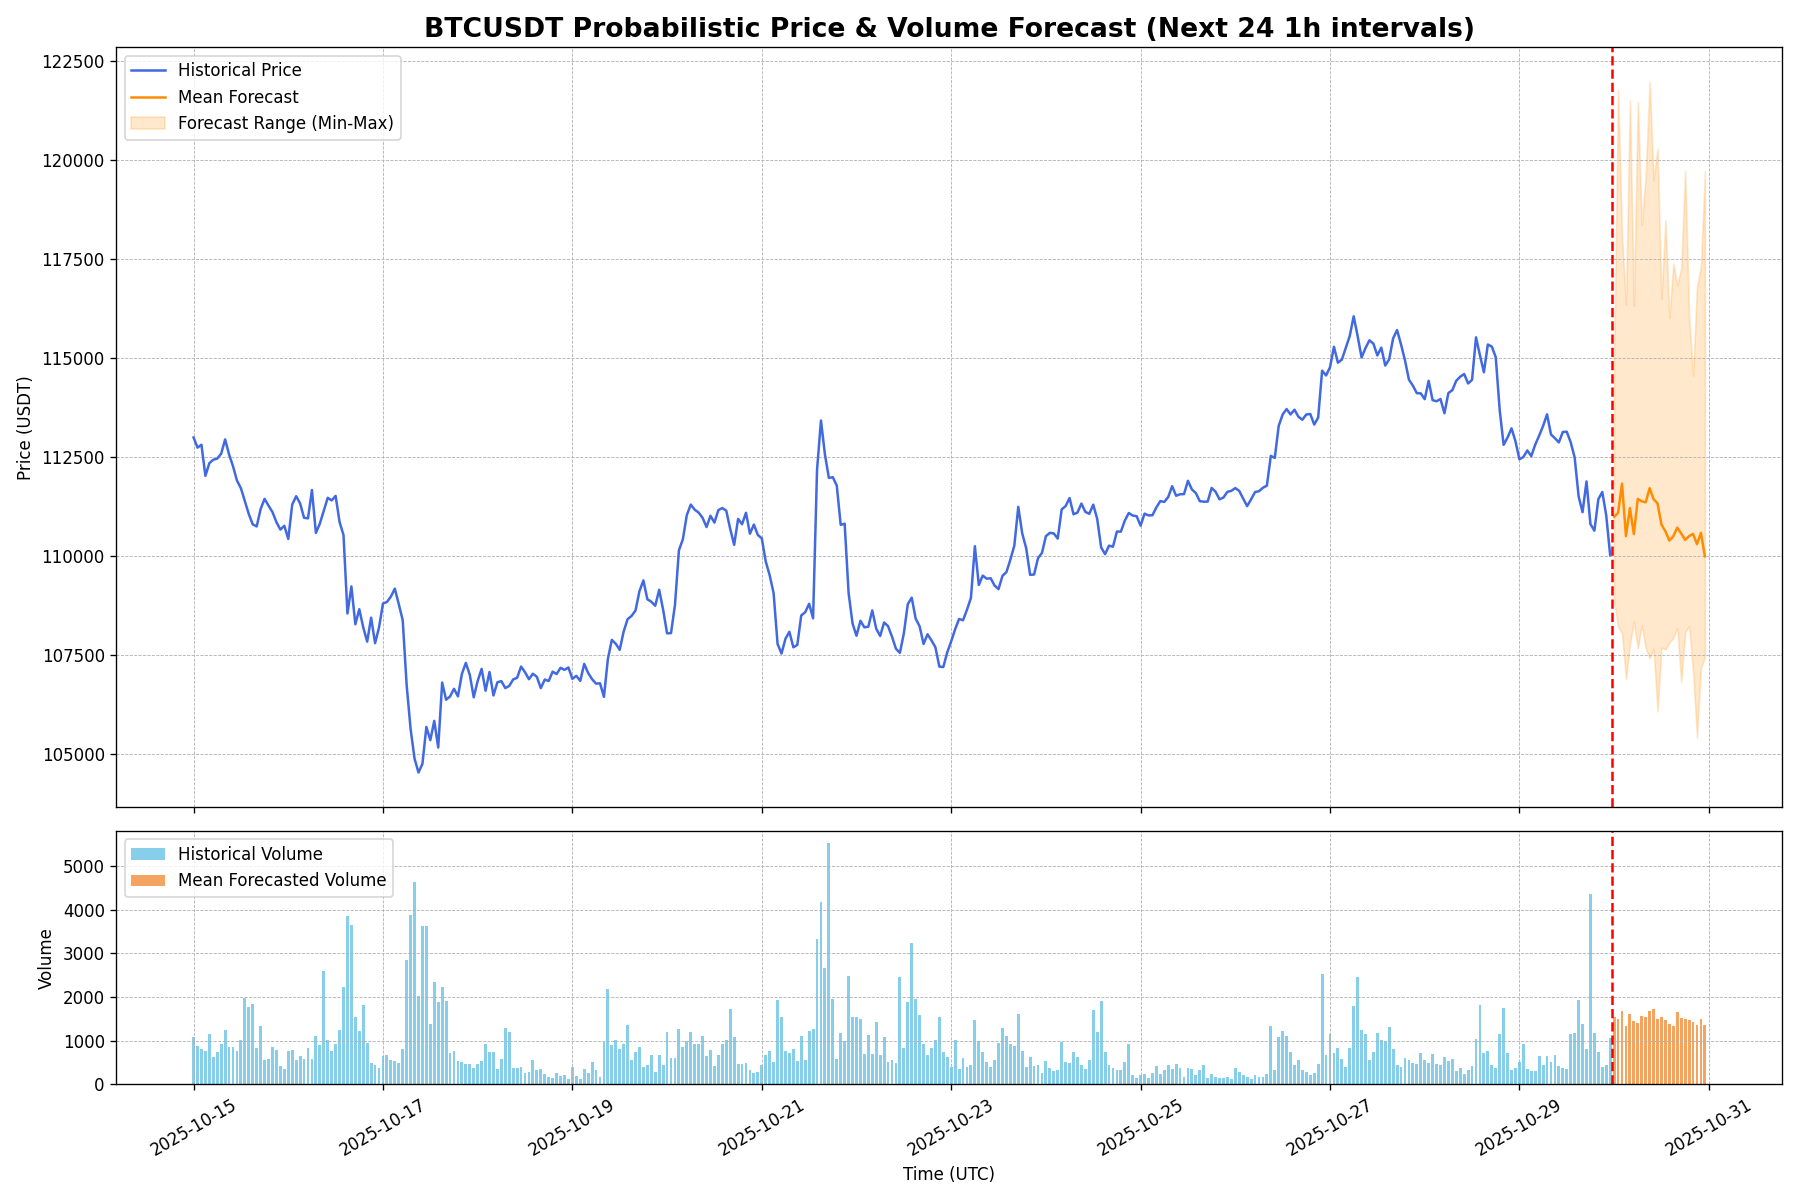 BTCUSDT Probabilistic Price & Volume Forecast (Next 24 1h intervals)
Historical Price
Mean Forecast
Forecast Range (Min-Max)
Price (USDT)
122500
120000
117500
115000
112500
110000
107500
105000
Historical Volume
Mean Forecasted Volume
Volume
5000
4000
3000
2000
1000
0
2025-10-15
2025-10-17
2025-10-19
2025-10-21
2025-10-23
2025-10-25
2025-10-27
2025-10-29
2025-10-31
Time (UTC)